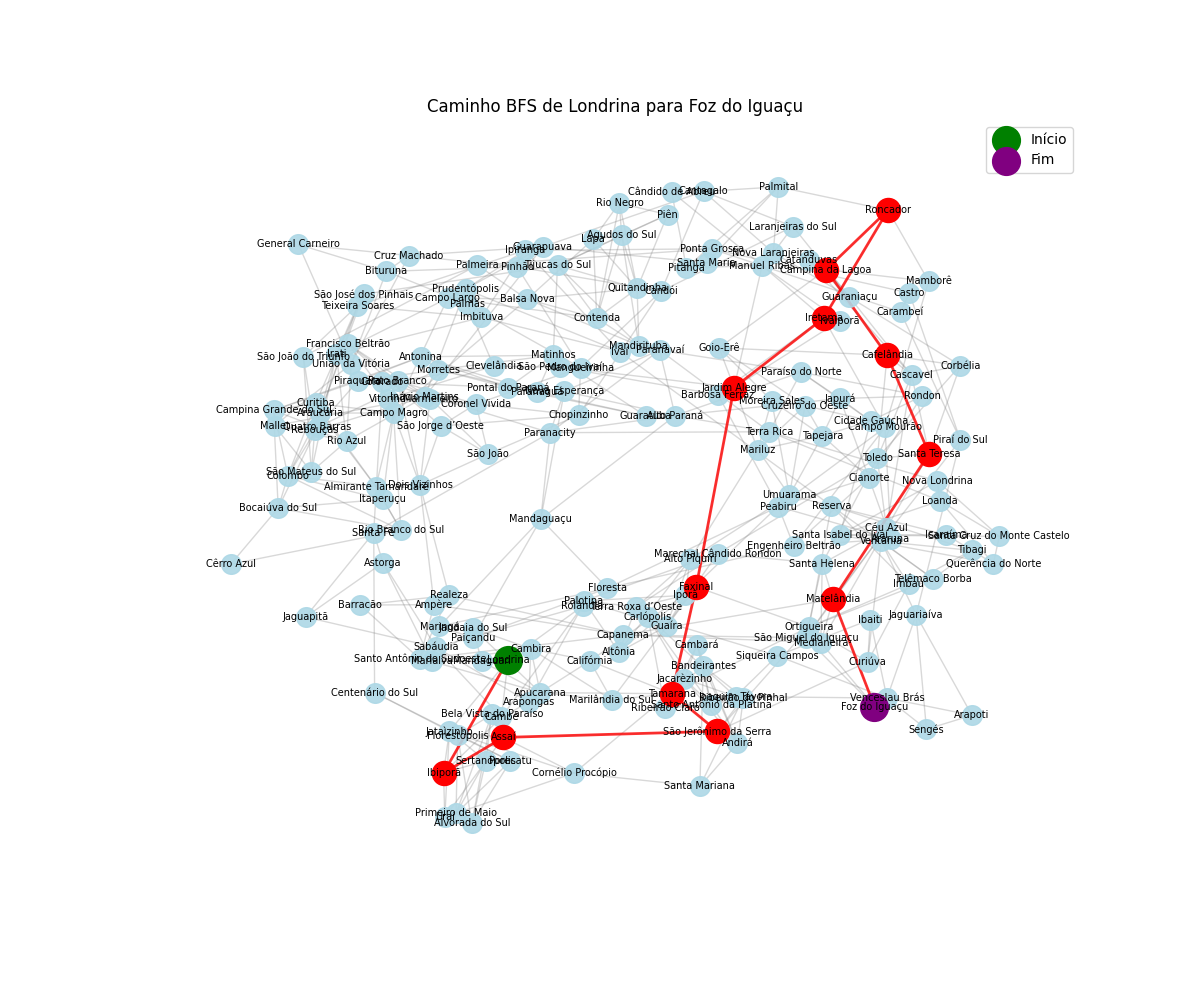 Caminho BFS de Londrina para Foz do Iguaçu
Início
Fim
Palmital
Cândido de Abreu
Cantagalo
Rio Negro
Piên
Roncador
Laranjeiras do Sul
Agudos do Sul
Lapa
General Carneiro
Guarapuava
Ipiranga
Ponta Grossa
Nova Laranjeiras
Cruz Machado
Catanduvas
Santa Maria
Palmeira
Pinhão
Tijucas do Sul
Pitanga
Manuel Ribas
Campina da Lagoa
Bituruna
Mamborê
Quitandinha
Candói
Prudentópolis
Castro
São José dos Pinhais
Campo Largo
Balsa Nova
Guaraniaçu
Teixeira Soares
Palmas
Carambeí
Imbituva
Contenda
Iretama
Ivaiporã
Francisco Beltrão
Mandirituba
Goio-Erê
Irati
Ivaí
Paranavaí
São João do Triunfo
Antonina
Matinhos
Cafelândia
União da Vitória
Morretes
Clevelândia
São Pedro do Ivaí
Mangueirinha
Corbélia
Paraíso do Norte
Cascavel
Piraquara
Pato Branco
Pontal do Paraná
Jardim Alegre
Barbosa Ferraz
Rondon
Inácio Martins
Vitorino
Marmeleiro
Moreira Sales
Japurá
Curitiba
Coronel Vivida
Cruzeiro do Oeste
Campina Grande do Sul
Araucária
Campo Magro
Chopinzinho
Guaratuba
Alto Paraná
Cidade Gaúcha
Mallet
Quatro Barras
Rebouças
São Jorge d'Oeste
Campo Mourão
Rio Azul
Paranacity
Terra Rica
Tapejara
Piraí do Sul
São João
Mariluz
Santa Teresa
Toledo
São Mateus do Sul
Colombo
Cianorte
Nova Londrina
Almirante Tamandaré
Dois Vizinhos
Itaperuçu
Umuarama
Loanda
Bocaiúva do Sul
Peabiru
Reserva
Mandaguaçu
Rio Branco do Sul
Santa Fé
Céu Azul
Santa Isabel do Ivaí
Santa Cruz do Monte Castelo
Ventania
Engenheiro Beltrão
Tibagi
Marechal Cândido Rondon
Alto Piquiri
Cêrro Azul
Astorga
Santa Helena
Querência do Norte
Telêmaco Borba
Imbaú
Faxinal
Floresta
Iporã
Realeza
Matelândia
Palotina
Rolândia
Barracão
Ampére
Terra Roxa d'Oeste
Jaguapitã
Carlópolis
Jaguariaíva
Ibaiti
Maringá
Jandaia do Sul
Guaíra
Ortigueira
Paiçandu
Capanema
São Miguel do Iguaçu
Medianeira
Sabáudia
Cambira
Cambará
Altônia
Siqueira Campos
Santo Antônio do Sudoeste
Marialva
Mandaguari
Londrina
Califórnia
Curiúva
Bandeirantes
Jacarèzinho
Centenário do Sul
Apucarana
Tamarana
Joaquim Távora
Ribeirão do Pinhal
Venceslau Brás
Arapongas
Marilândia do Sul
Santo Antônio da Platina
Foz do Iguaçu
Ribeirão Claro
Bela Vista do Paraíso
Cambé
Arapoti
Jataizinho
Florestópolis
Assaí
São Jerônimo da Serra
Sengés
Andirá
Sertanópolis
Porecatu
Ibiporã
Cornélio Procópio
Santa Mariana
Primeiro de Maio
Uraí
Alvorada do Sul